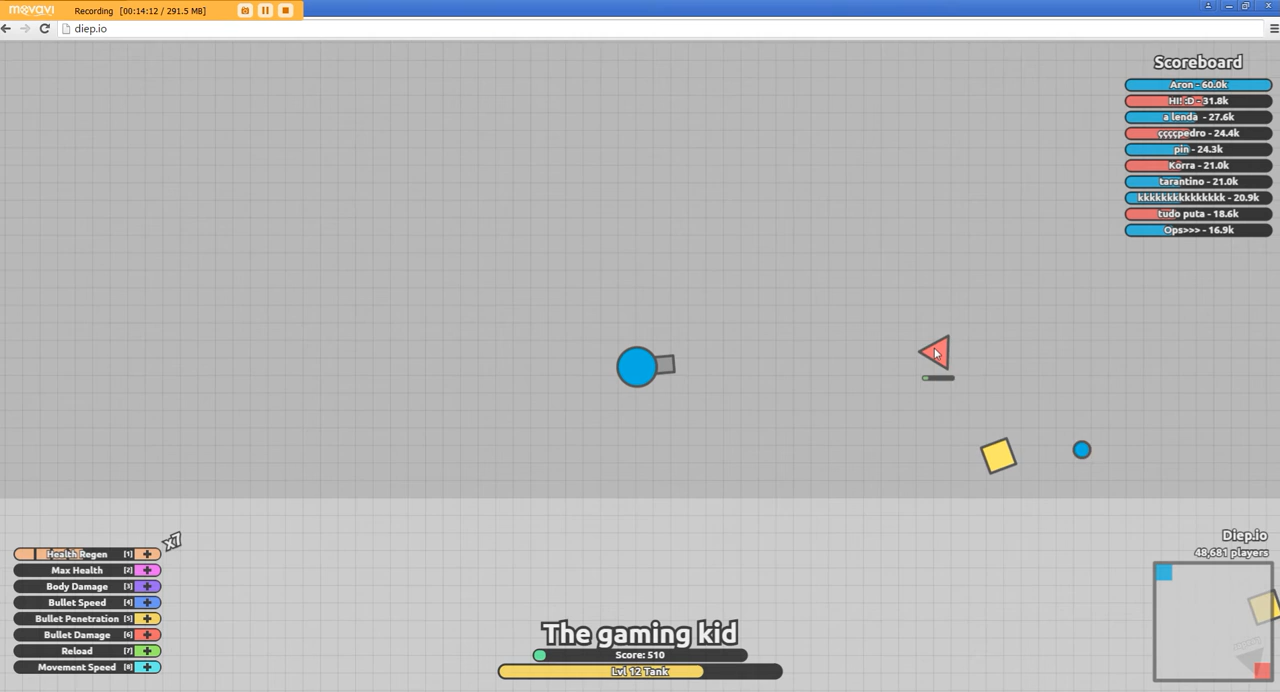 movavi Recording [00:14:12 / 291.5 MB]
diep.io
Scoreboard
Aron - 60.0k
HI! :D - 31.8k
a lenda - 27.6k
ççççpedro - 24.4k
pin - 24.3k
Korra - 21.0k
tarantino - 21.0k
kkkkkkkkkkkkkkk - 20.9k
tudo puta - 18.6k
Ops>>> - 16.9k
x7
Health Regen [1] +
Max Health [2] +
Body Damage [3] +
Bullet Speed [4] +
Bullet Penetration [5] +
Bullet Damage [6] +
Reload [7] +
Movement Speed [8] +
The gaming kid
Score: 510
Lvl 12 Tank
Diep.io
48,681 players